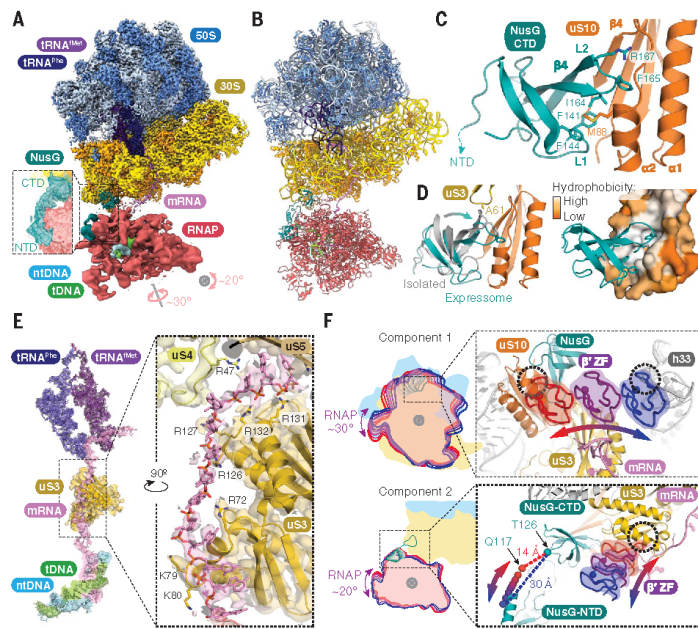 A
tRNAfMet
tRNAPhe
50S
30S
NusG
CTD
NTD
mRNA
RNAP
ntDNA
tDNA
~30°
~20°
B
C
NusG
CTD
uS10
β4
L2
β4
R167
F165
I164
F141
M88
F144
L1
NTD
α2
α1
D
uS3
A61
Isolated
Expressome
Hydrophobicity:
High
Low
E
tRNAPhe
tRNAfMet
uS3
mRNA
tDNA
ntDNA
90°
uS4
uS5
R47
R131
R132
R127
R126
R72
uS3
K79
K80
F
Component 1
RNAP
~30°
NusG
uS10
β′ ZF
h33
uS3
mRNA
Component 2
RNAP
~20°
NusG-CTD
uS3
mRNA
T126
Q117
14 Å
30 Å
β′ ZF
NusG-NTD